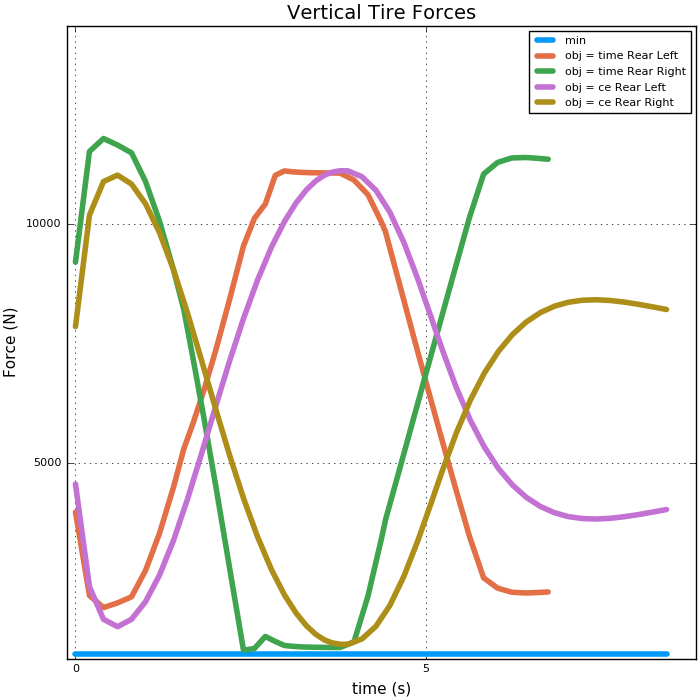 Vertical Tire Forces
min
obj = time Rear Left
obj = time Rear Right
obj = ce Rear Left
obj = ce Rear Right
10000
5000
Force (N)
0
5
time (s)